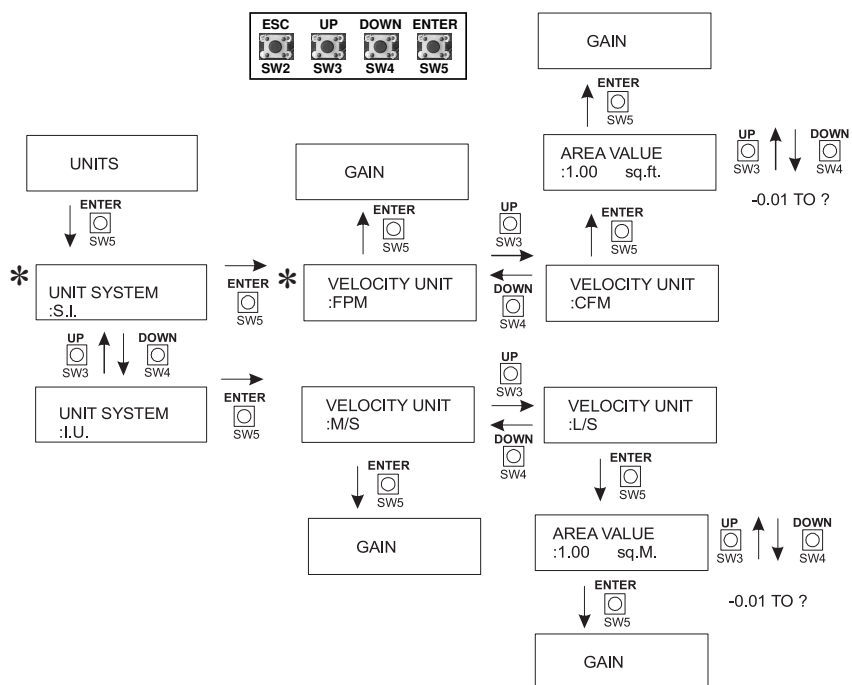 ESC UP DOWN ENTER
SW2 SW3 SW4 SW5
GAIN
ENTER
SW5
UNITS
GAIN
AREA VALUE
:1.00 sq.ft.
UP
SW3
DOWN
SW4
-0.01 TO ?
ENTER
SW5
ENTER
SW5
UP
SW3
ENTER
SW5
*
UNIT SYSTEM
:S.I.
ENTER
SW5
*
VELOCITY UNIT
:FPM
DOWN
SW4
VELOCITY UNIT
:CFM
UP
SW3
DOWN
SW4
UNIT SYSTEM
:I.U.
ENTER
SW5
VELOCITY UNIT
:M/S
UP
SW3
DOWN
SW4
VELOCITY UNIT
:L/S
ENTER
SW5
ENTER
SW5
GAIN
AREA VALUE
:1.00 sq.M.
UP
SW3
DOWN
SW4
-0.01 TO ?
ENTER
SW5
GAIN